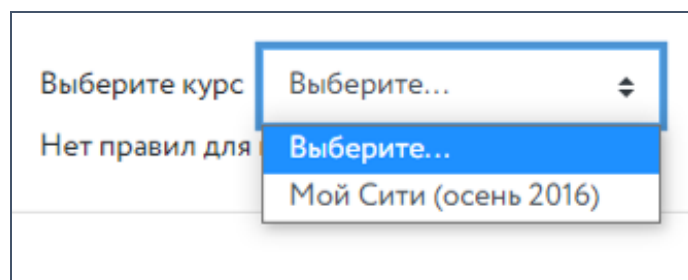 Выберите курс Выберите...
Нет правил для
Выберите...
Мой Сити (осень 2016)